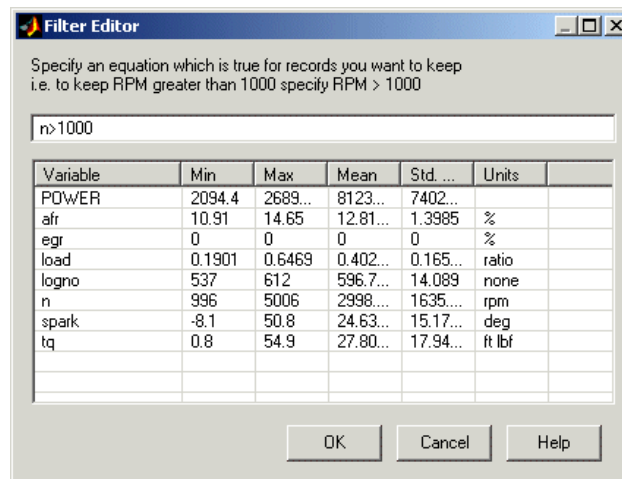 Filter Editor
Specify an equation which is true for records you want to keep
i.e. to keep RPM greater than 1000 specify RPM > 1000
n>1000
Variable Min Max Mean Std. ... Units
POWER 2094.4 2689... 8123... 7402...
afr 10.91 14.65 12.81... 1.3985 %
egr 0 0 0 0 %
load 0.1901 0.6469 0.402... 0.165... ratio
logno 537 612 596.7... 14.089 none
n 996 5006 2998.... 1635.... rpm
spark -8.1 50.8 24.63... 15.17... deg
tq 0.8 54.9 27.80... 17.94... ft lbf
OK Cancel Help